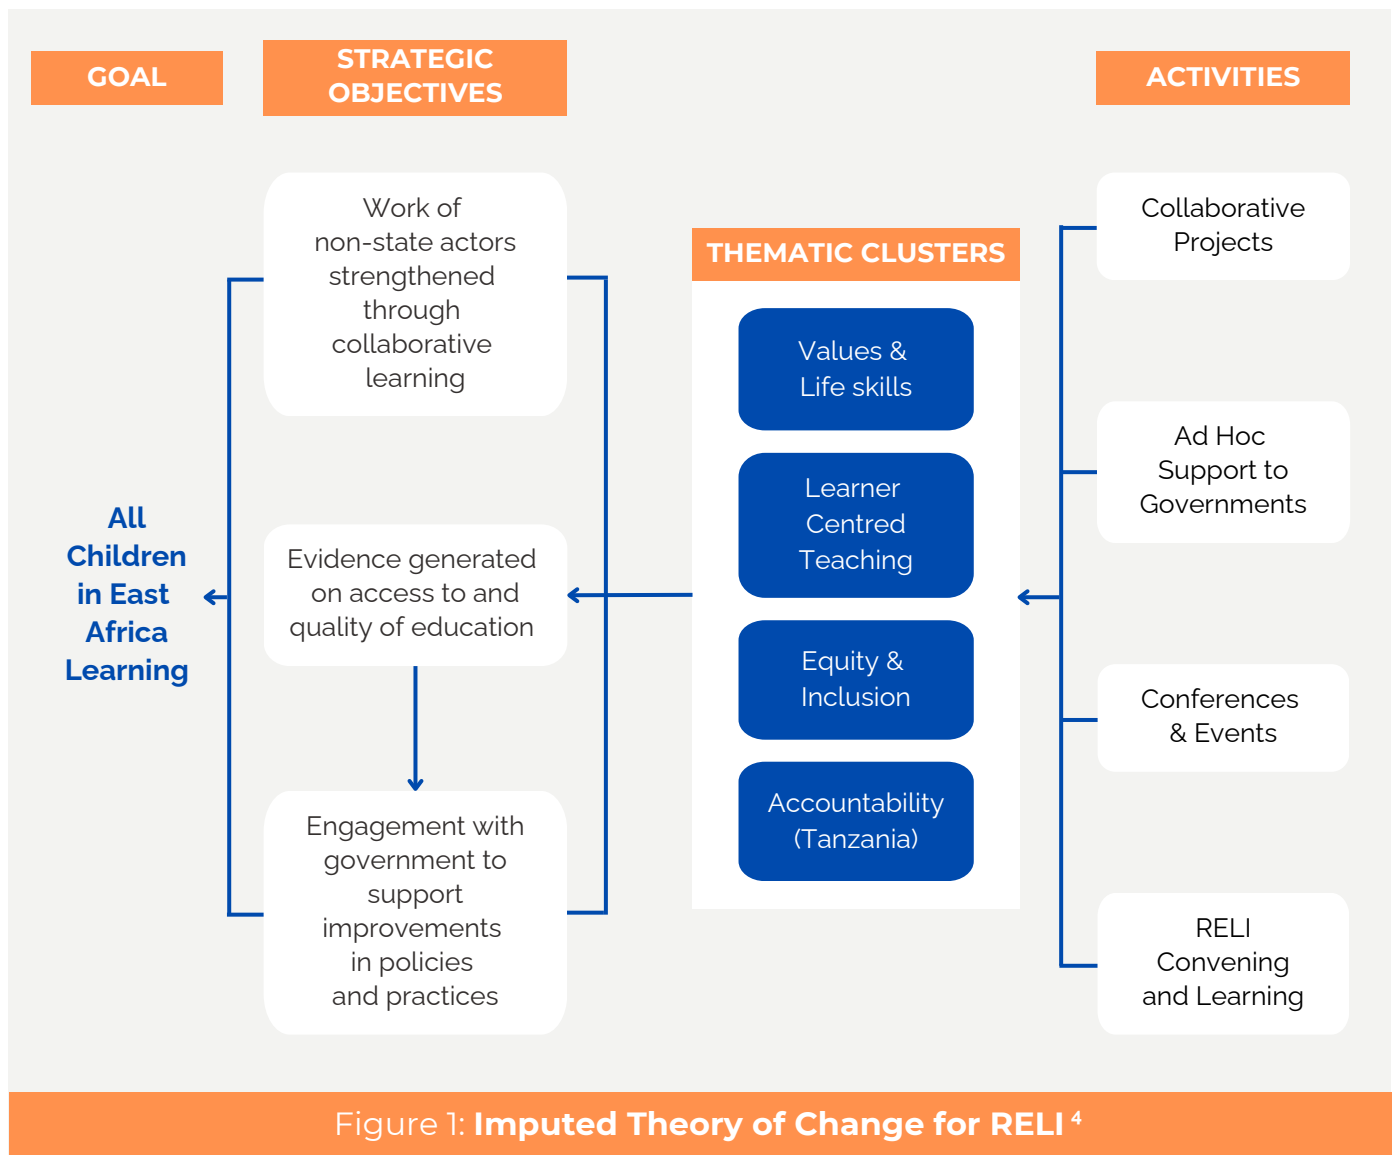 GOAL
STRATEGIC
OBJECTIVES
ACTIVITIES
All
Children
in East
Africa
Learning
Work of
non-state actors
strengthened
through
collaborative
learning
Evidence generated
on access to and
quality of education
Engagement with
government to
support
improvements
in policies
and practices
THEMATIC CLUSTERS
Values &
Life skills
Learner
Centred
Teaching
Equity &
Inclusion
Accountability
(Tanzania)
Collaborative
Projects
Ad Hoc
Support to
Governments
Conferences
& Events
RELI
Convening
and Learning
Figure 1: Imputed Theory of Change for RELI ⁴